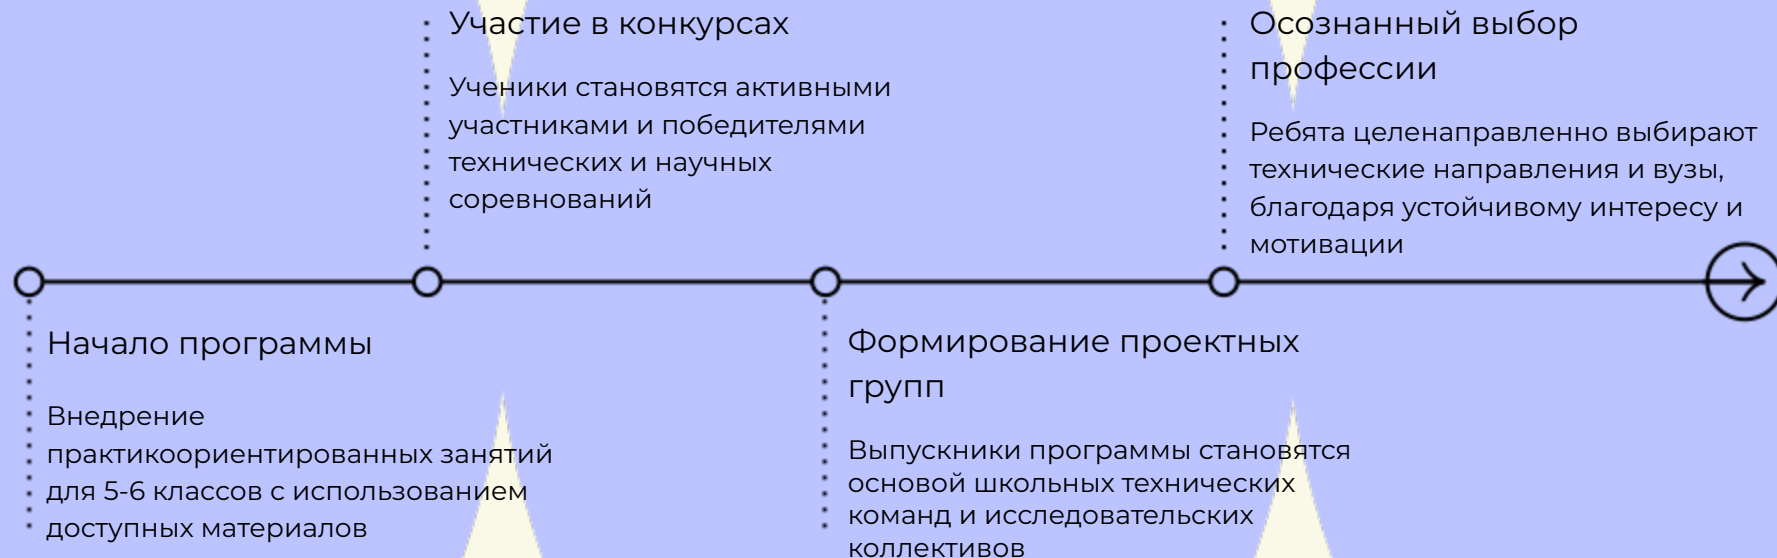 Участие в конкурсах
Ученики становятся активными
участниками и победителями
технических и научных
соревнований
Осознанный выбор
профессии
Ребята целенаправленно выбирают
технические направления и вузы,
благодаря устойчивому интересу и
мотивации
Начало программы
Внедрение
практикоориентированных занятий
для 5-6 классов с использованием
доступных материалов
Формирование проектных
групп
Выпускники программы становятся
основой школьных технических
команд и исследовательских
коллективов